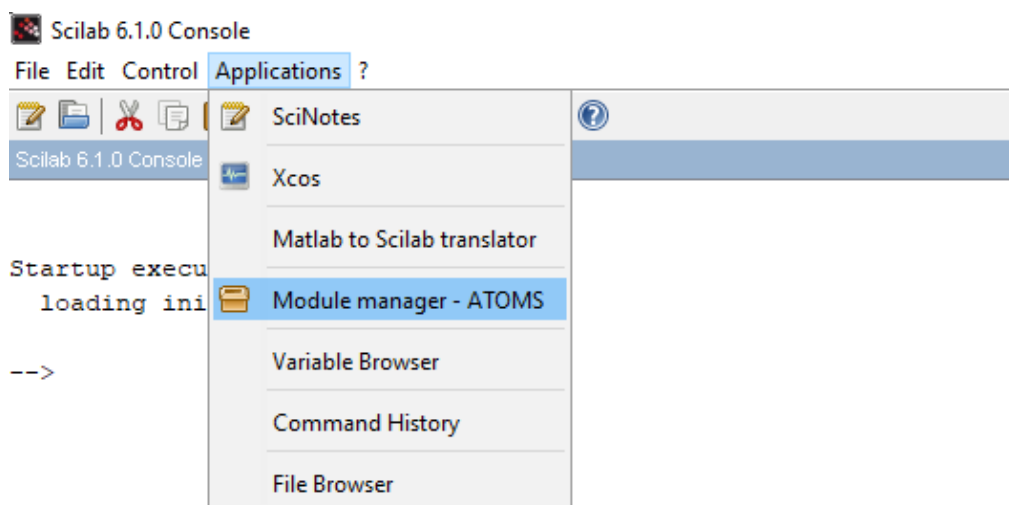 Scilab 6.1.0 Console
File Edit Control Applications ?
SciNotes
Scilab 6.1.0 Console
Xcos
Matlab to Scilab translator
Startup execu
loading ini
Module manager - ATOMS
Variable Browser
-->
Command History
File Browser